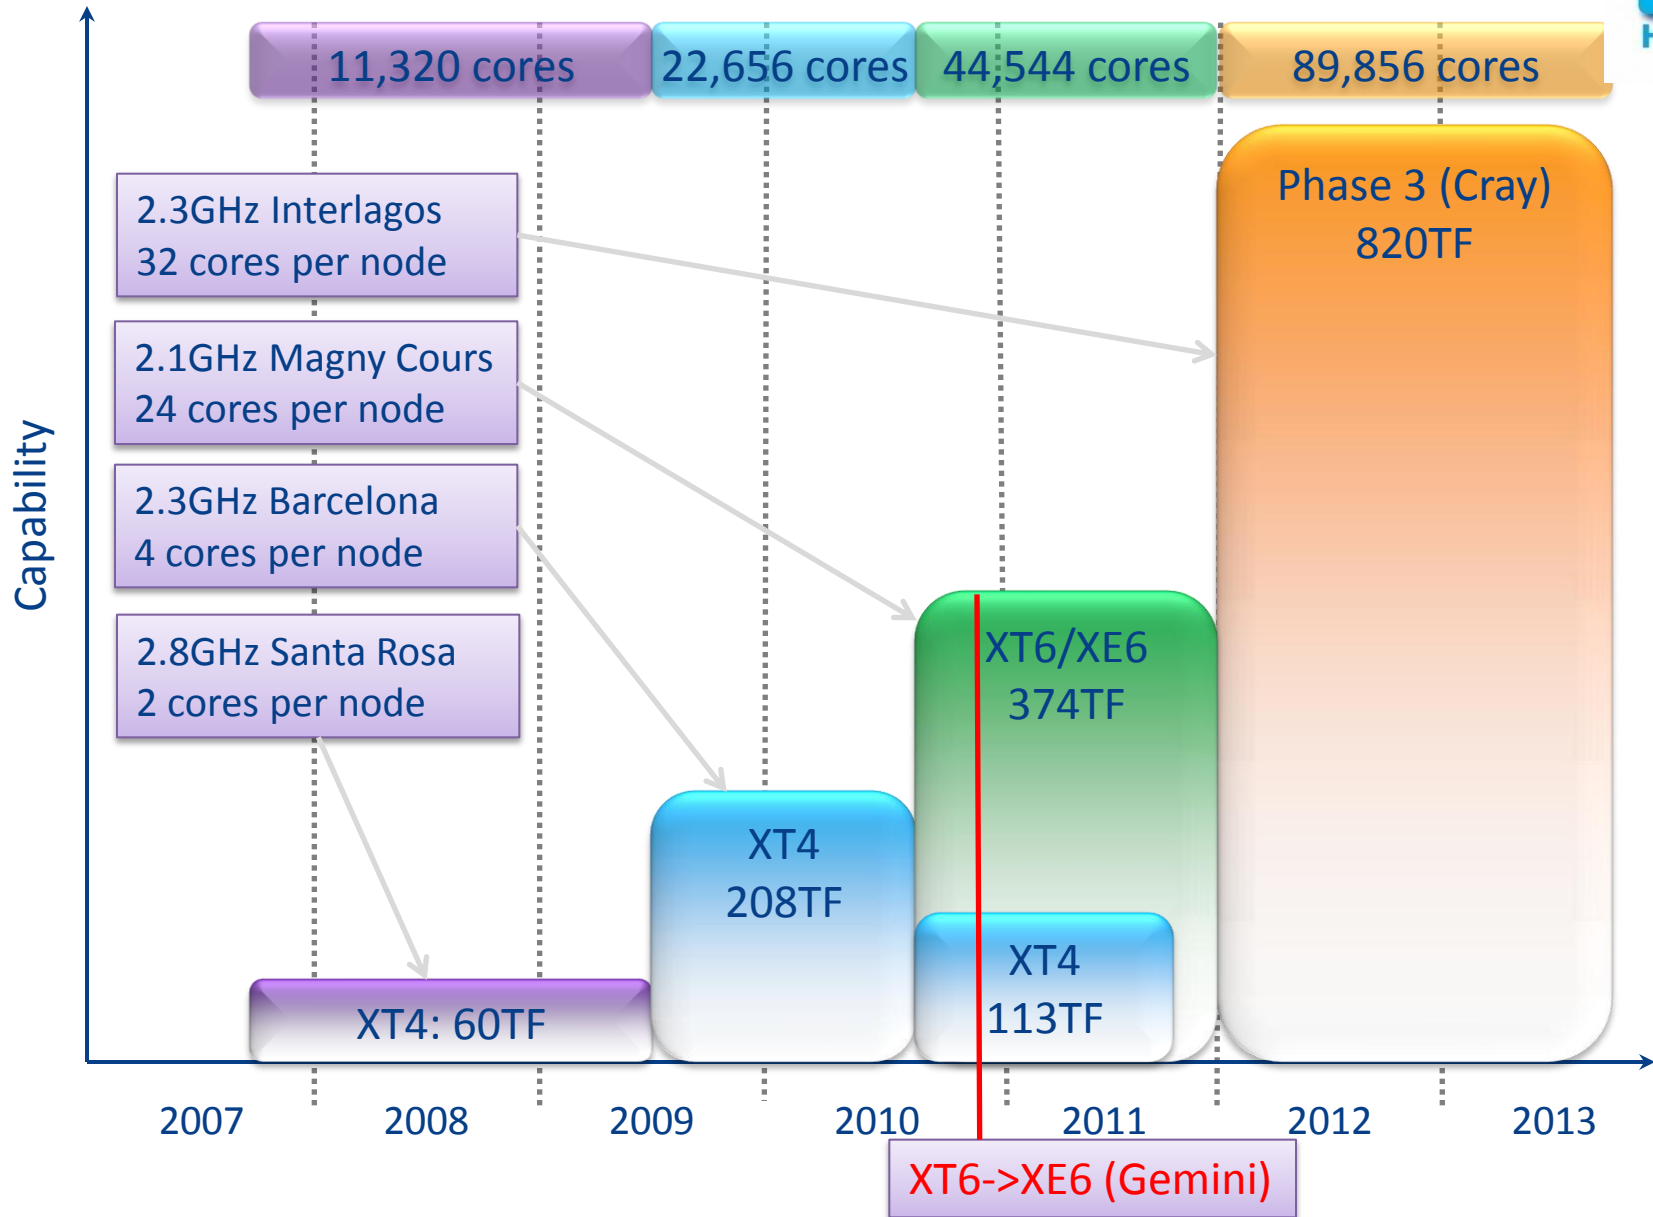 11,320 cores
22,656 cores
44,544 cores
89,856 cores
2.3GHz Interlagos
32 cores per node
2.1GHz Magny Cours
24 cores per node
2.3GHz Barcelona
4 cores per node
2.8GHz Santa Rosa
2 cores per node
Capability
Phase 3 (Cray)
820TF
XT6/XE6
374TF
XT4
208TF
XT4
113TF
XT4: 60TF
2007
2008
2009
2010
2011
2012
2013
XT6->XE6 (Gemini)